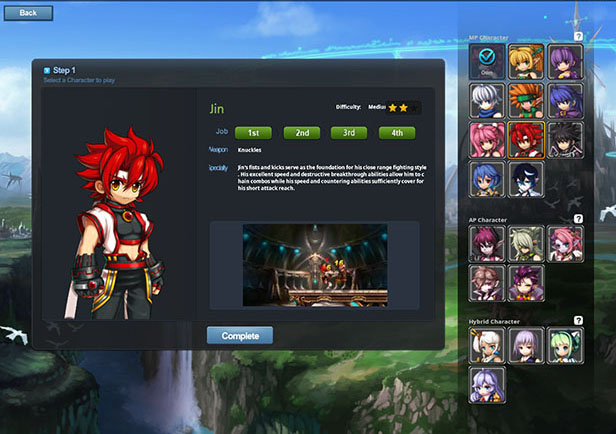 Back
Step 1
Select a Character to play
Jin
Difficulty: Medium
Job 1st 2nd 3rd 4th
Weapon Knuckles
Specialty Jin's fists and kicks serve as the foundation for his close range fighting style
. His excellent speed and destructive breakthrough abilities allow him to c
hain combos while his speed and countering abilities sufficiently cover for
his short attack reach.
Complete
MP Character ?
AP Character ?
Hybrid Character ?